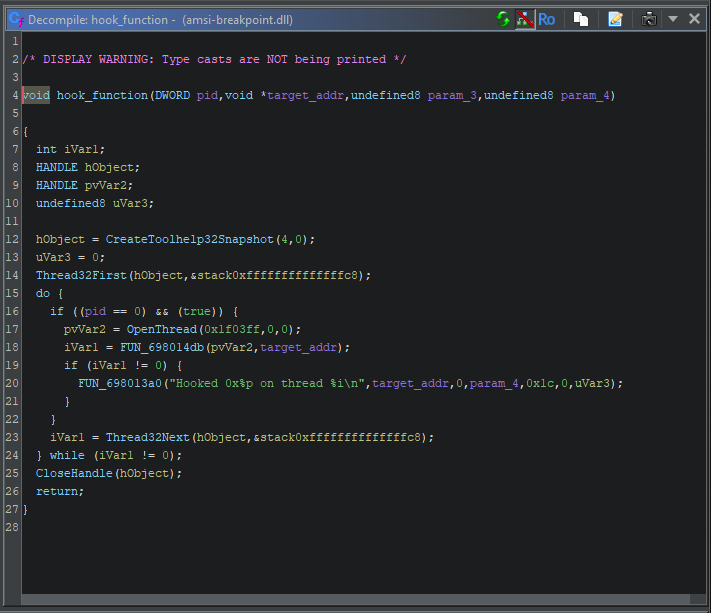 Decompile: hook_function - (amsi-breakpoint.dll)
Ro
1
2 /* DISPLAY WARNING: Type casts are NOT being printed */
3
4 void hook_function(DWORD pid,void *target_addr,undefined8 param_3,undefined8 param_4)
5
6 {
7   int iVar1;
8   HANDLE hObject;
9   HANDLE pvVar2;
10   undefined8 uVar3;
11
12   hObject = CreateToolhelp32Snapshot(4,0);
13   uVar3 = 0;
14   Thread32First(hObject,&stack0xffffffffffffffc8);
15   do {
16     if ((pid == 0) && (true)) {
17       pvVar2 = OpenThread(0x1f03ff,0,0);
18       iVar1 = FUN_698014db(pvVar2,target_addr);
19       if (iVar1 != 0) {
20         FUN_698013a0("Hooked 0x%p on thread %i\n",target_addr,0,param_4,0x1c,0,uVar3);
21       }
22     }
23     iVar1 = Thread32Next(hObject,&stack0xffffffffffffffc8);
24   } while (iVar1 != 0);
25   CloseHandle(hObject);
26   return;
27 }
28